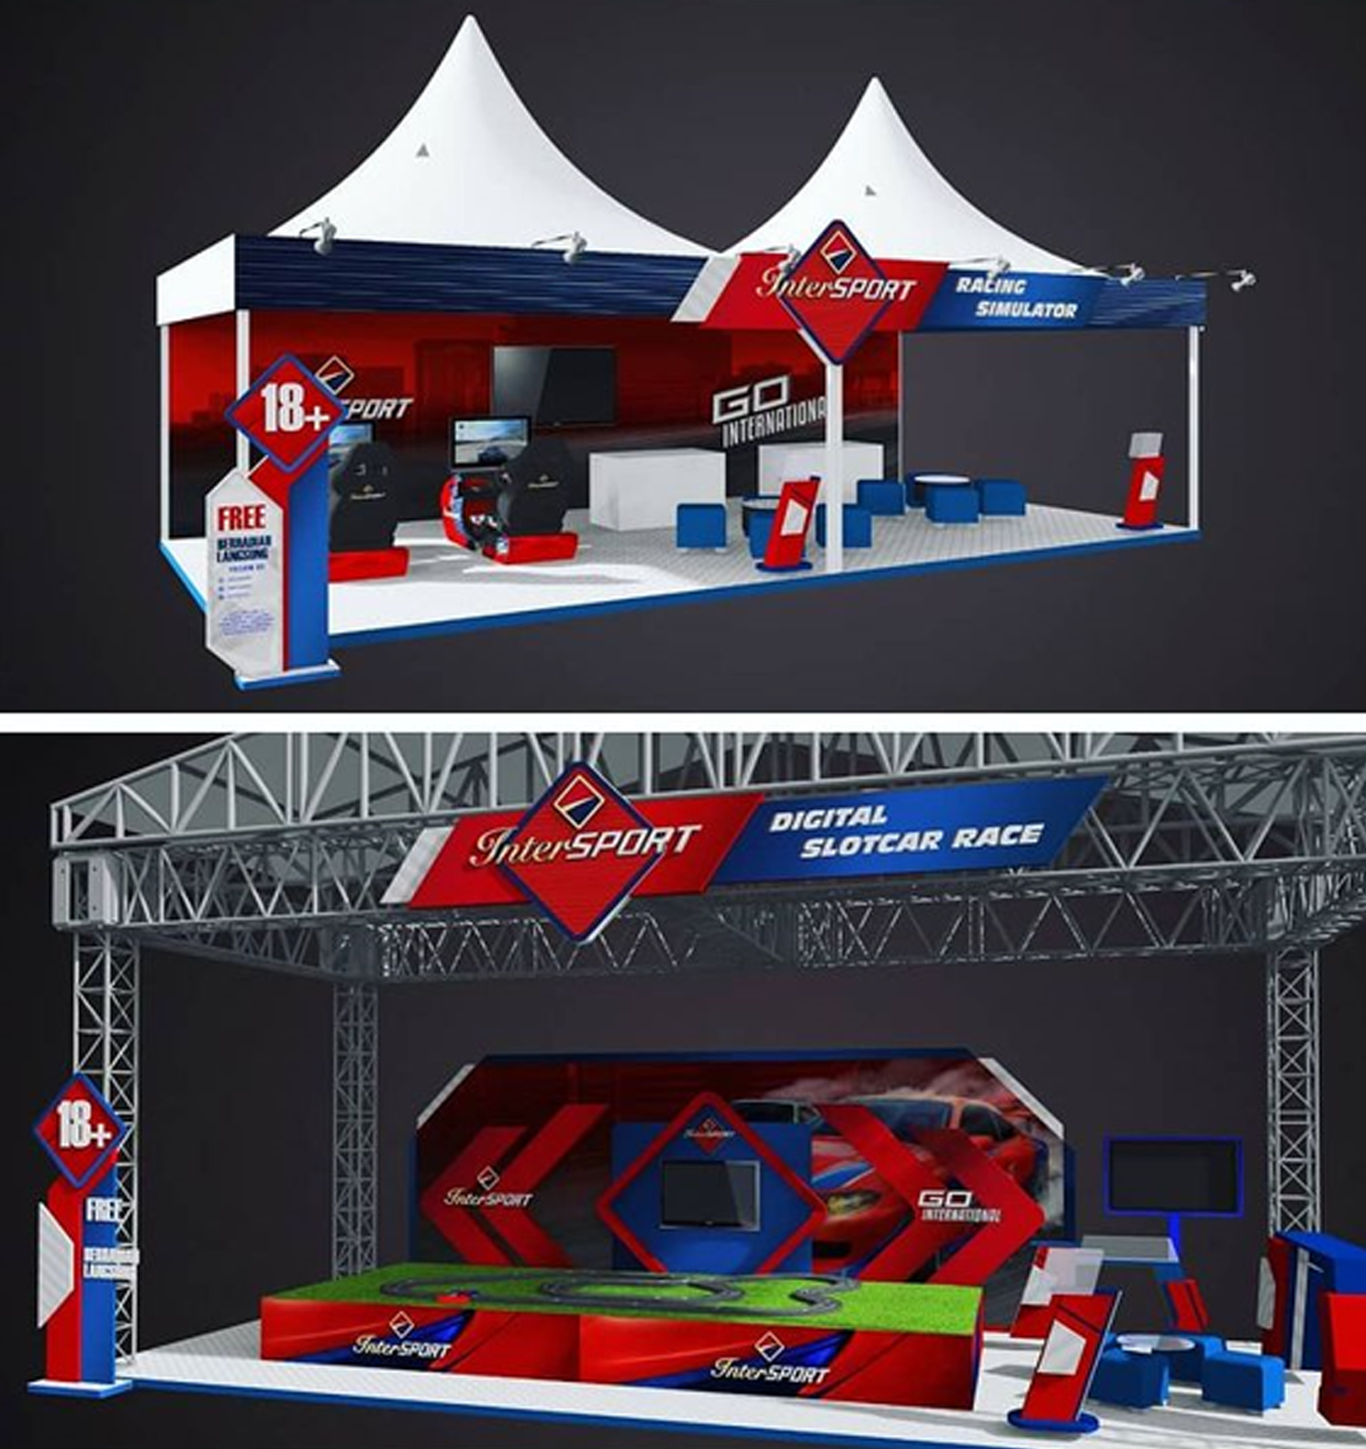 InterSPORT
RACING
SIMULATOR
18+
SPORT
GO
INTERNATIONA
FREE
BERHADIAH
LANGSUNG
InterSPORT
DIGITAL
SLOTCAR RACE
18+
FREE
BERHADIAH
LANGSUNG
InterSPORT
InterSPORT
GO
INTERNATIONAL
InterSPORT
InterSPORT